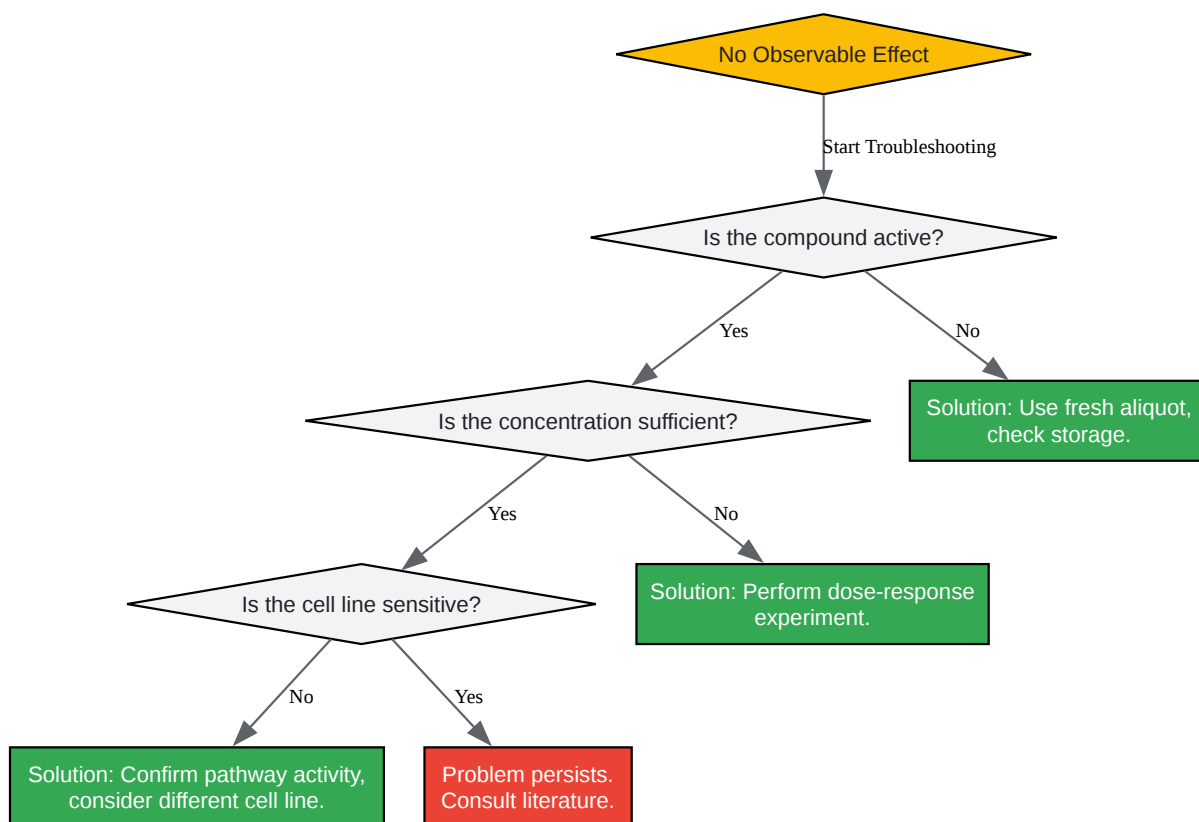 No Observable Effect
Start Troubleshooting
Is the compound active?
Yes
No
Is the concentration sufficient?
Solution: Use fresh aliquot,
check storage.
Yes
No
Is the cell line sensitive?
Solution: Perform dose-response
experiment.
No
Yes
Solution: Confirm pathway activity,
consider different cell line.
Problem persists.
Consult literature.